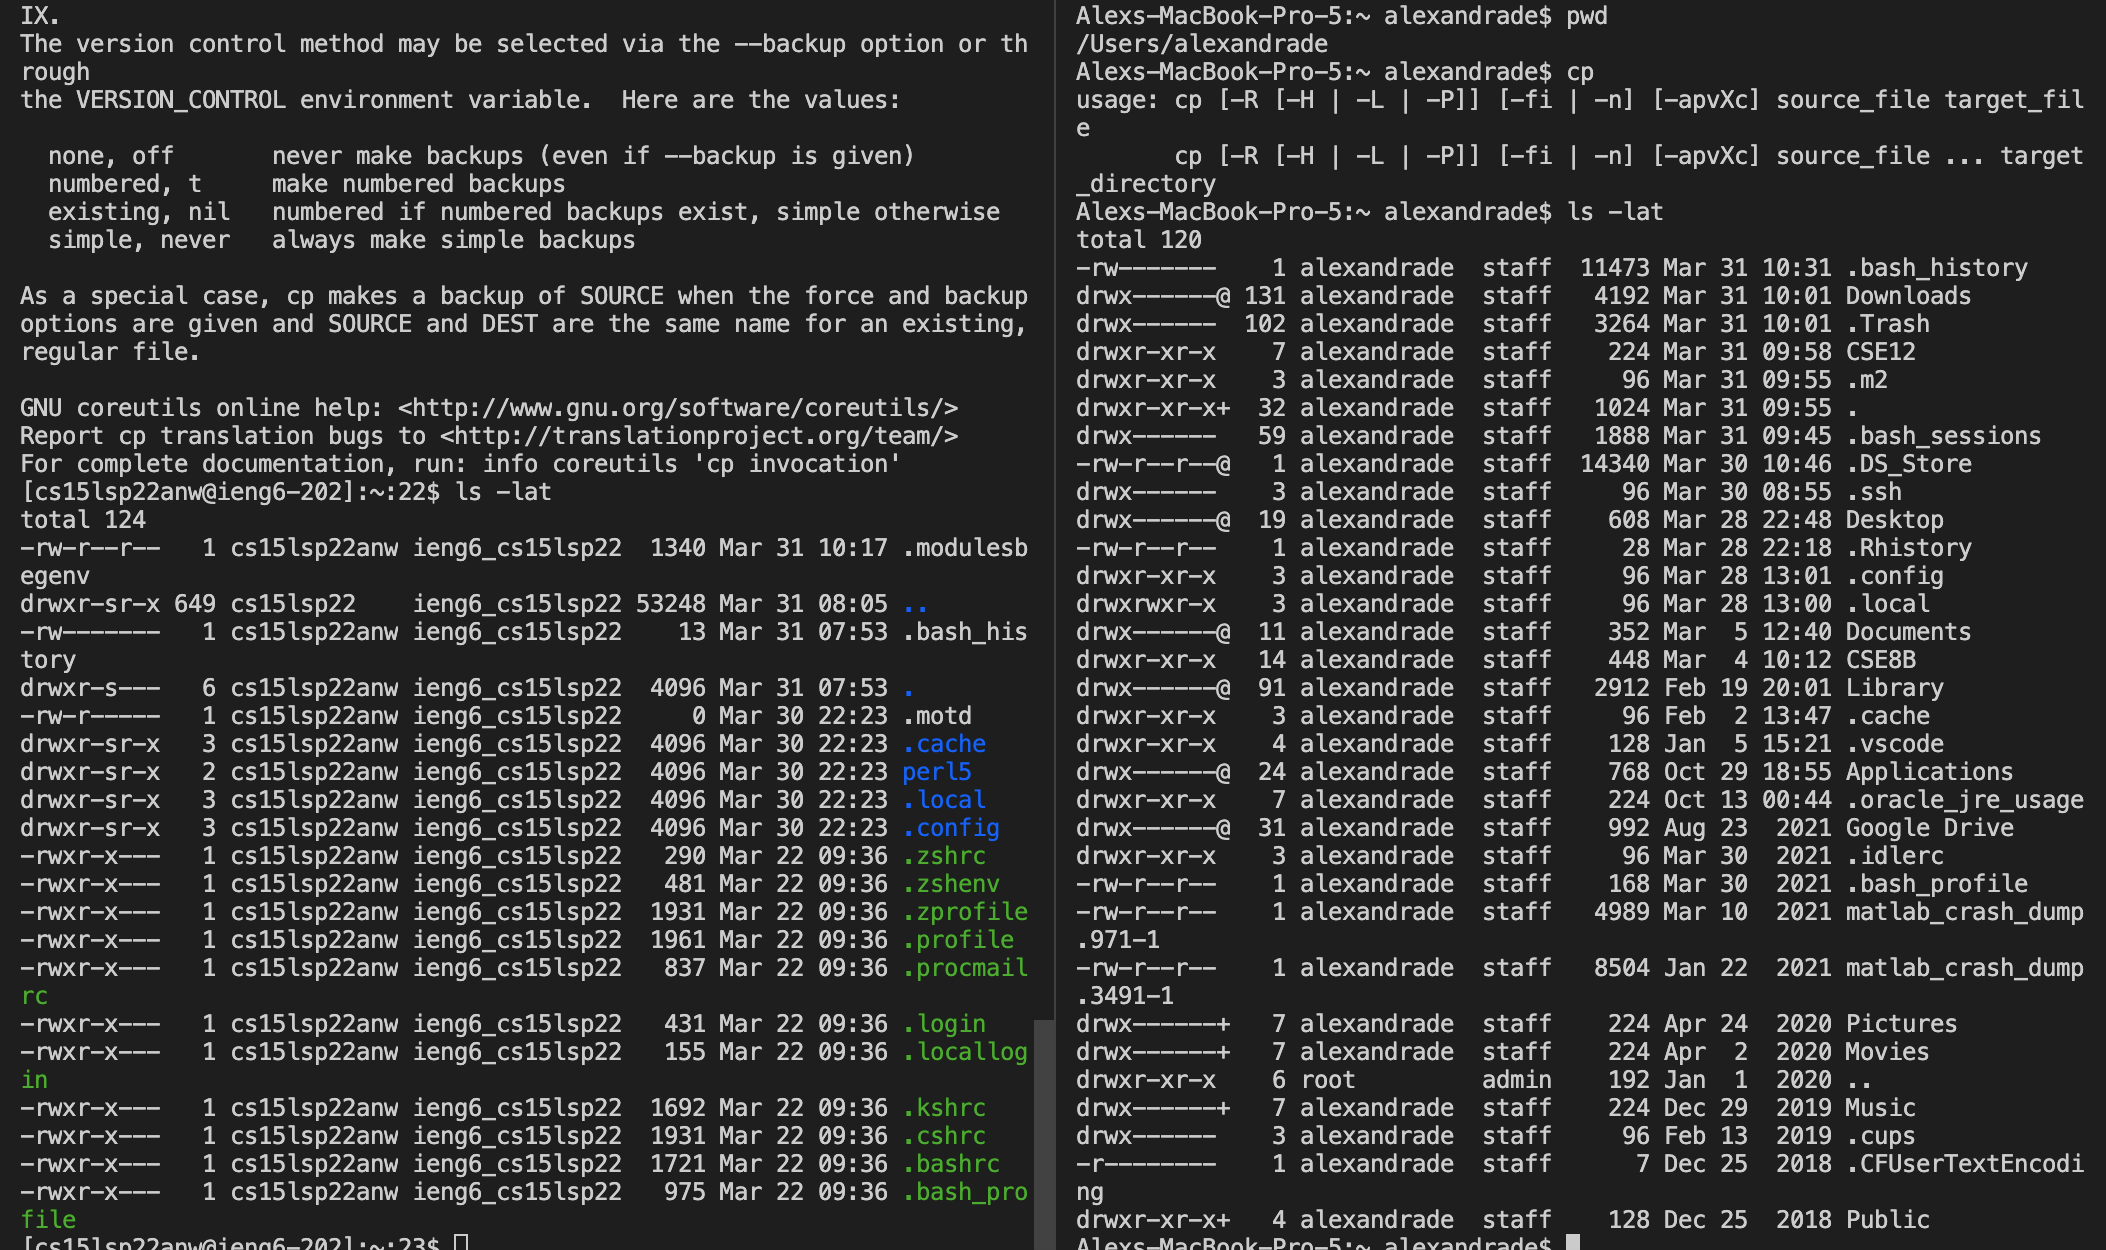 IX.
The version control method may be selected via the --backup option or th
rough
the VERSION_CONTROL environment variable.  Here are the values:
  none, off       never make backups (even if --backup is given)
  numbered, t     make numbered backups
  existing, nil   numbered if numbered backups exist, simple otherwise
  simple, never   always make simple backups
As a special case, cp makes a backup of SOURCE when the force and backup
options are given and SOURCE and DEST are the same name for an existing,
regular file.
GNU coreutils online help: <http://www.gnu.org/software/coreutils/>
Report cp translation bugs to <http://translationproject.org/team/>
For complete documentation, run: info coreutils 'cp invocation'
[cs15lsp22anw@ieng6-202]:~:22$ ls -lat
total 124
-rw-r--r--   1 cs15lsp22anw ieng6_cs15lsp22  1340 Mar 31 10:17 .modulesb
egenv
drwxr-sr-x 649 cs15lsp22    ieng6_cs15lsp22 53248 Mar 31 08:05 ..
-rw-------   1 cs15lsp22anw ieng6_cs15lsp22    13 Mar 31 07:53 .bash_his
tory
drwxr-s---   6 cs15lsp22anw ieng6_cs15lsp22  4096 Mar 31 07:53 .
-rw-r-----   1 cs15lsp22anw ieng6_cs15lsp22     0 Mar 30 22:23 .motd
drwxr-sr-x   3 cs15lsp22anw ieng6_cs15lsp22  4096 Mar 30 22:23 .cache
drwxr-sr-x   2 cs15lsp22anw ieng6_cs15lsp22  4096 Mar 30 22:23 perl5
drwxr-sr-x   3 cs15lsp22anw ieng6_cs15lsp22  4096 Mar 30 22:23 .local
drwxr-sr-x   3 cs15lsp22anw ieng6_cs15lsp22  4096 Mar 30 22:23 .config
-rwxr-x---   1 cs15lsp22anw ieng6_cs15lsp22   290 Mar 22 09:36 .zshrc
-rwxr-x---   1 cs15lsp22anw ieng6_cs15lsp22   481 Mar 22 09:36 .zshenv
-rwxr-x---   1 cs15lsp22anw ieng6_cs15lsp22  1931 Mar 22 09:36 .zprofile
-rwxr-x---   1 cs15lsp22anw ieng6_cs15lsp22  1961 Mar 22 09:36 .profile
-rwxr-x---   1 cs15lsp22anw ieng6_cs15lsp22   837 Mar 22 09:36 .procmail
rc
-rwxr-x---   1 cs15lsp22anw ieng6_cs15lsp22   431 Mar 22 09:36 .login
-rwxr-x---   1 cs15lsp22anw ieng6_cs15lsp22   155 Mar 22 09:36 .locallog
in
-rwxr-x---   1 cs15lsp22anw ieng6_cs15lsp22  1692 Mar 22 09:36 .kshrc
-rwxr-x---   1 cs15lsp22anw ieng6_cs15lsp22  1931 Mar 22 09:36 .cshrc
-rwxr-x---   1 cs15lsp22anw ieng6_cs15lsp22  1721 Mar 22 09:36 .bashrc
-rwxr-x---   1 cs15lsp22anw ieng6_cs15lsp22   975 Mar 22 09:36 .bash_pro
file
[cs15lsp22anw@ieng6-202]:~:23$
Alexs-MacBook-Pro-5:~ alexandrade$ pwd
/Users/alexandrade
Alexs-MacBook-Pro-5:~ alexandrade$ cp
usage: cp [-R [-H | -L | -P]] [-fi | -n] [-apvXc] source_file target_fil
e
       cp [-R [-H | -L | -P]] [-fi | -n] [-apvXc] source_file ... target
_directory
Alexs-MacBook-Pro-5:~ alexandrade$ ls -lat
total 120
-rw-------    1 alexandrade  staff  11473 Mar 31 10:31 .bash_history
drwx------@ 131 alexandrade  staff   4192 Mar 31 10:01 Downloads
drwx------  102 alexandrade  staff   3264 Mar 31 10:01 .Trash
drwxr-xr-x    7 alexandrade  staff    224 Mar 31 09:58 CSE12
drwxr-xr-x    3 alexandrade  staff     96 Mar 31 09:55 .m2
drwxr-xr-x+  32 alexandrade  staff   1024 Mar 31 09:55 .
drwx------   59 alexandrade  staff   1888 Mar 31 09:45 .bash_sessions
-rw-r--r--@   1 alexandrade  staff  14340 Mar 30 10:46 .DS_Store
drwx------    3 alexandrade  staff     96 Mar 30 08:55 .ssh
drwx------@  19 alexandrade  staff    608 Mar 28 22:48 Desktop
-rw-r--r--    1 alexandrade  staff     28 Mar 28 22:18 .Rhistory
drwxr-xr-x    3 alexandrade  staff     96 Mar 28 13:01 .config
drwxrwxr-x    3 alexandrade  staff     96 Mar 28 13:00 .local
drwx------@  11 alexandrade  staff    352 Mar  5 12:40 Documents
drwxr-xr-x   14 alexandrade  staff    448 Mar  4 10:12 CSE8B
drwx------@  91 alexandrade  staff   2912 Feb 19 20:01 Library
drwxr-xr-x    3 alexandrade  staff     96 Feb  2 13:47 .cache
drwxr-xr-x    4 alexandrade  staff    128 Jan  5 15:21 .vscode
drwx------@  24 alexandrade  staff    768 Oct 29 18:55 Applications
drwxr-xr-x    7 alexandrade  staff    224 Oct 13 00:44 .oracle_jre_usage
drwx------@  31 alexandrade  staff    992 Aug 23  2021 Google Drive
drwxr-xr-x    3 alexandrade  staff     96 Mar 30  2021 .idlerc
-rw-r--r--    1 alexandrade  staff    168 Mar 30  2021 .bash_profile
-rw-r--r--    1 alexandrade  staff   4989 Mar 10  2021 matlab_crash_dump
.971-1
-rw-r--r--    1 alexandrade  staff   8504 Jan 22  2021 matlab_crash_dump
.3491-1
drwx------+   7 alexandrade  staff    224 Apr 24  2020 Pictures
drwx------+   7 alexandrade  staff    224 Apr  2  2020 Movies
drwxr-xr-x    6 root         admin    192 Jan  1  2020 ..
drwx------+   7 alexandrade  staff    224 Dec 29  2019 Music
drwx------    3 alexandrade  staff     96 Feb 13  2019 .cups
-r--------    1 alexandrade  staff      7 Dec 25  2018 .CFUserTextEncodi
ng
drwxr-xr-x+   4 alexandrade  staff    128 Dec 25  2018 Public
Alexs-MacBook-Pro-5:~ alexandrade$